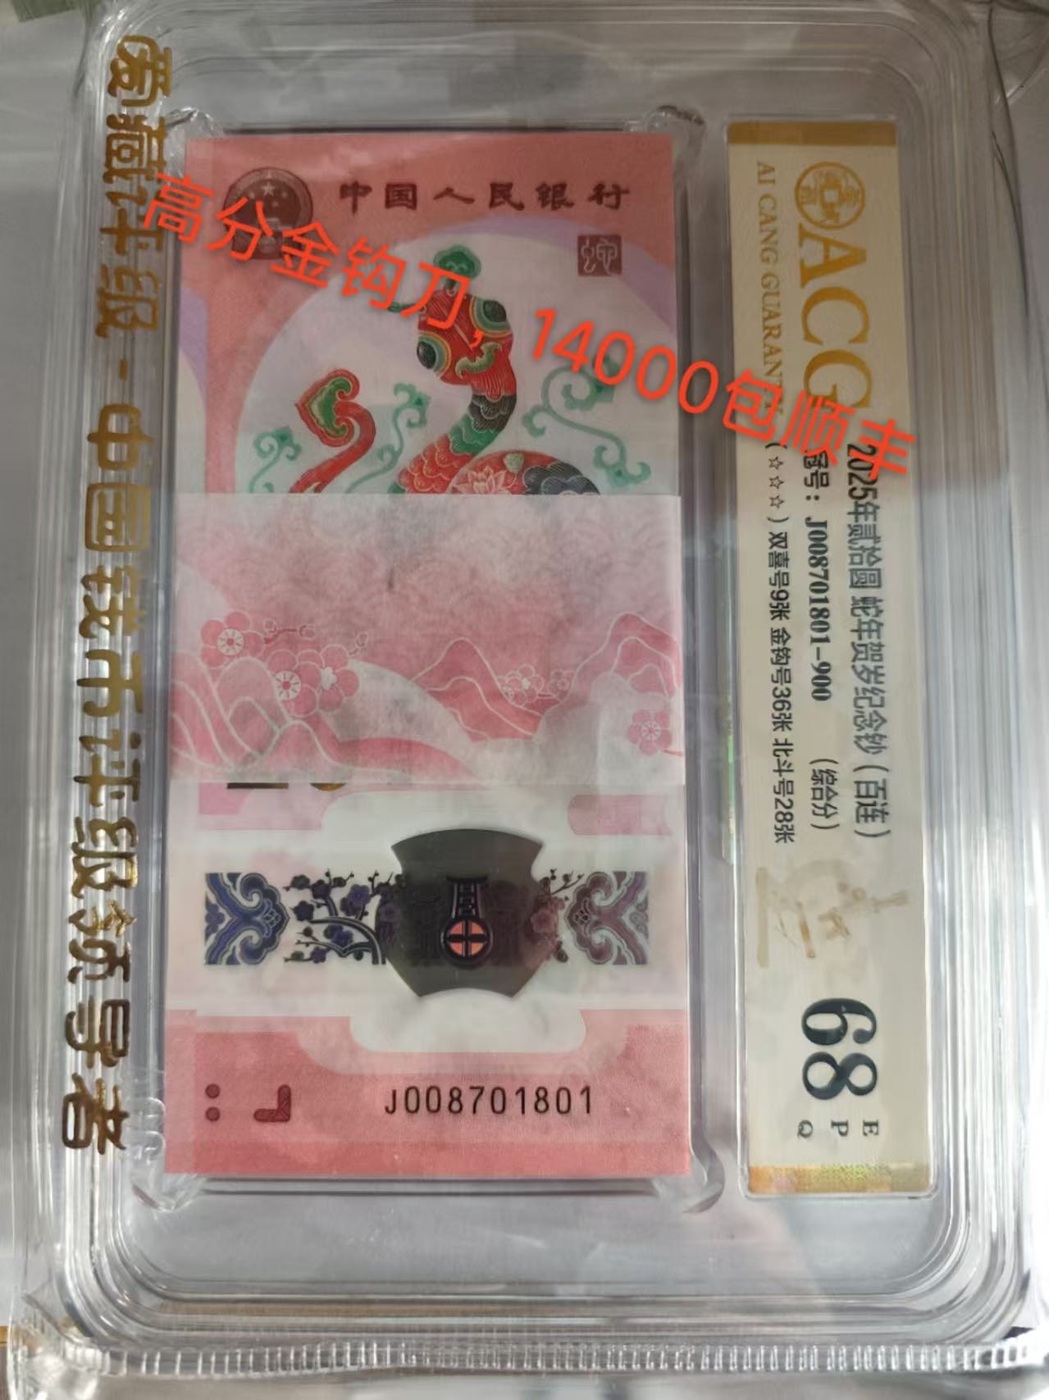 爱藏评级-中国钱币评级领导者
高分金钩刀，14000包顺丰
中国人民银行
J008701801
ACG
AI CANG GUARANTY
2025年贰拾圆 蛇年贺岁纪念钞（百连）
冠号：J008701801-900 （综合分）
（☆☆☆）双喜号9张 金钩号36张 北斗号28张
68
E
P
Q